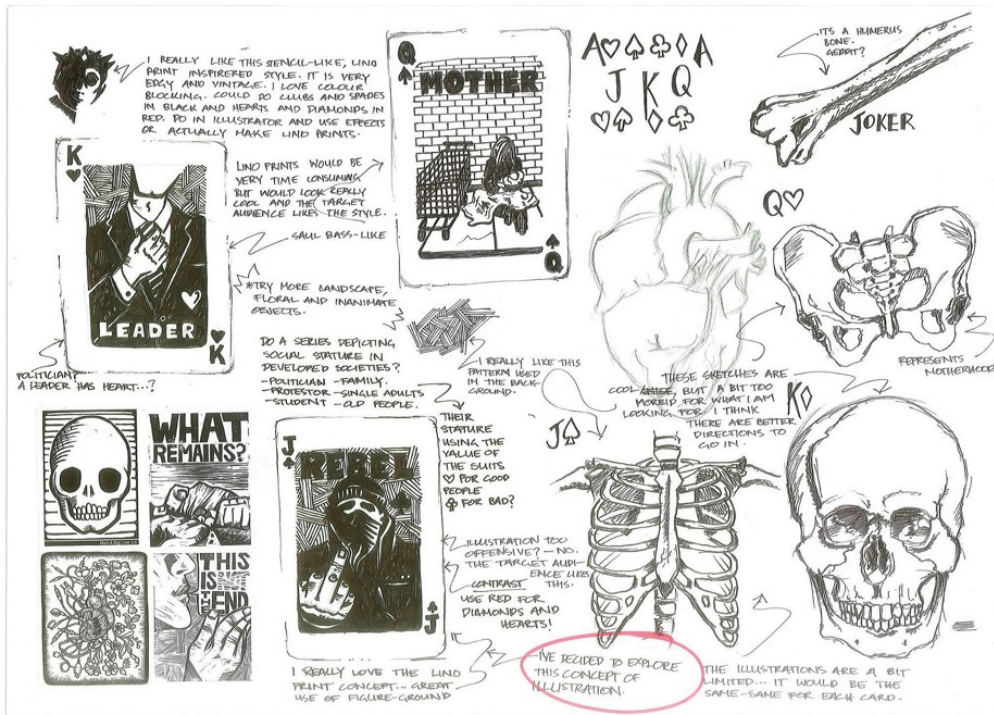 I REALLY LIKE THIS STENCIL-LIKE, LINO
PRINT INSPIRERED STYLE. IT IS VERY
EDGY AND VINTAGE. I LOVE COLOUR
BLOCKING. COULD DO CLUBS AND SPADES
IN BLACK AND HEARTS AND DIAMONDS IN
RED. DO IN ILLUSTRATOR AND USE EFFECTS
OR ACTUALLY MAKE LINO PRINTS.
K
LEADER
K
LINO PRINTS WOULD BE
VERY TIME CONSUMING
BUT WOULD LOOK REALLY
COOL AND THE TARGET
AUDIENCE LIKES THE STYLE.
SAUL BASS-LIKE
*TRY MORE LANDSCAPE,
FLORAL AND INANIMATE
OBJECTS.
POLITICIAN?
A LEADER HAS HEART...?
Q
MOTHER
Q
A♡♤♧♢A
J K Q
♡♤♢♧
ITS A HUMERUS
BONE.
GEDDIT?
JOKER
Q♡
REPRESENTS
MOTHERHOOD
DO A SERIES DEPICTING
SOCIAL STATURE IN
DEVELOPED SOCIETIES?
-POLITICIAN -FAMILY.
-PROTESTOR -SINGLE ADULTS
-STUDENT -OLD PEOPLE.
I REALLY LIKE THIS
PATTERN USED
IN THE BACK-
GROUND.
THESE SKETCHES ARE
COOL, BUT A BIT TOO
MORBID FOR WHAT I AM
LOOKING FOR. I THINK
THERE ARE BETTER
DIRECTIONS TO
GO IN.
J♤
K♢
THEIR
STATURE
USING THE
VALUE OF
THE SUITS
♡ FOR GOOD
PEOPLE
♧ FOR BAD?
WHAT
REMAINS?
THIS
IS NOT
THE END
J
REBEL
J
ILLUSTRATION TOO
OFFENSIVE? - NO.
THE TARGET AUDI-
ENCE LIKES
THIS.
CONTRAST
USE RED FOR
DIAMONDS AND
HEARTS!
I REALLY LOVE THE LINO
PRINT CONCEPT... GREAT
USE OF FIGURE-GROUND
-I'VE DECIDED TO EXPLORE
THIS CONCEPT OF
ILLUSTRATION.
THE ILLUSTRATIONS ARE A BIT
LIMITED... IT WOULD BE THE
SAME-SAME FOR EACH CARD.